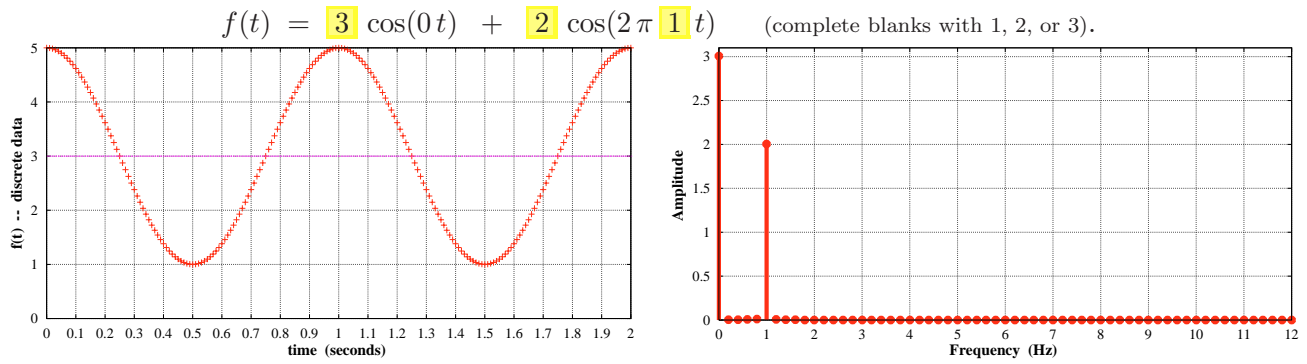 f(t) = 3 cos(0 t) + 2 cos(2 π 1 t) (complete blanks with 1, 2, or 3).
5
4
3
2
1
0
f(t) -- discrete data
0 0.1 0.2 0.3 0.4 0.5 0.6 0.7 0.8 0.9 1 1.1 1.2 1.3 1.4 1.5 1.6 1.7 1.8 1.9 2
time (seconds)
3
2.5
2
1.5
1
0.5
0
Amplitude
0 1 2 3 4 5 6 7 8 9 10 11 12
Frequency (Hz)